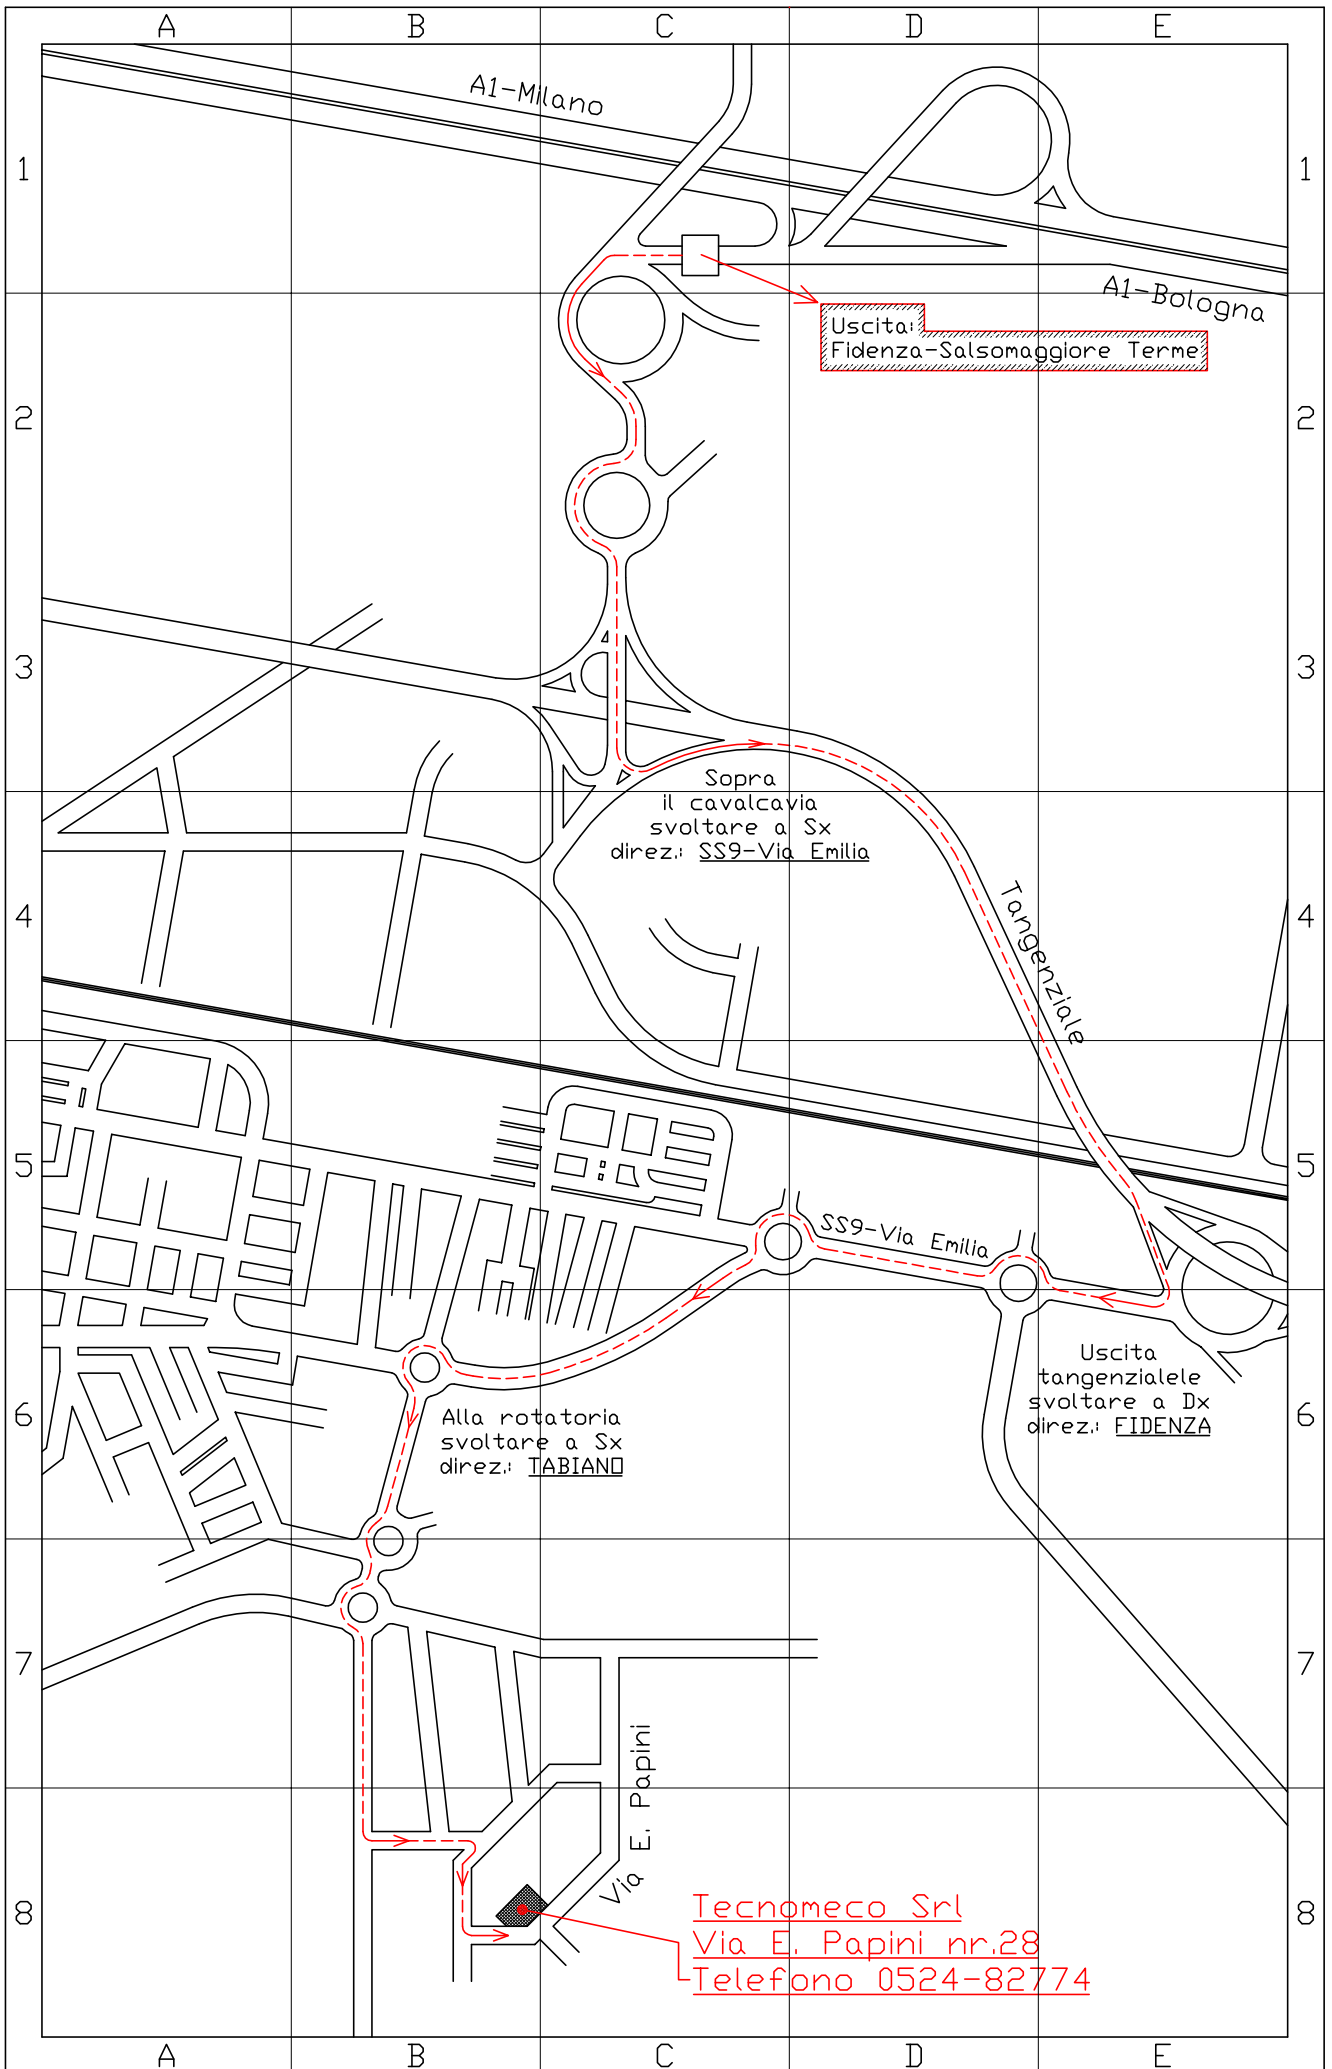 A B C D E
A1-Milano
1 1
A1-Bologna
Uscita:
Fidenza-Salsomaggiore Terme
2 2
3 3
Sopra
il cavalcavia
svoltare a Sx
direz.: SS9-Via Emilia
Tangenziale
4 4
5 5
SS9-Via Emilia
Uscita
tangenzialele
svoltare a Dx
direz.: FIDENZA
Alla rotatoria
svoltare a Sx
direz.: TABIANO
6 6
7 7
Via E. Papini
8 8
Tecnomeco Srl
Via E. Papini nr.28
Telefono 0524-82774
A B C D E